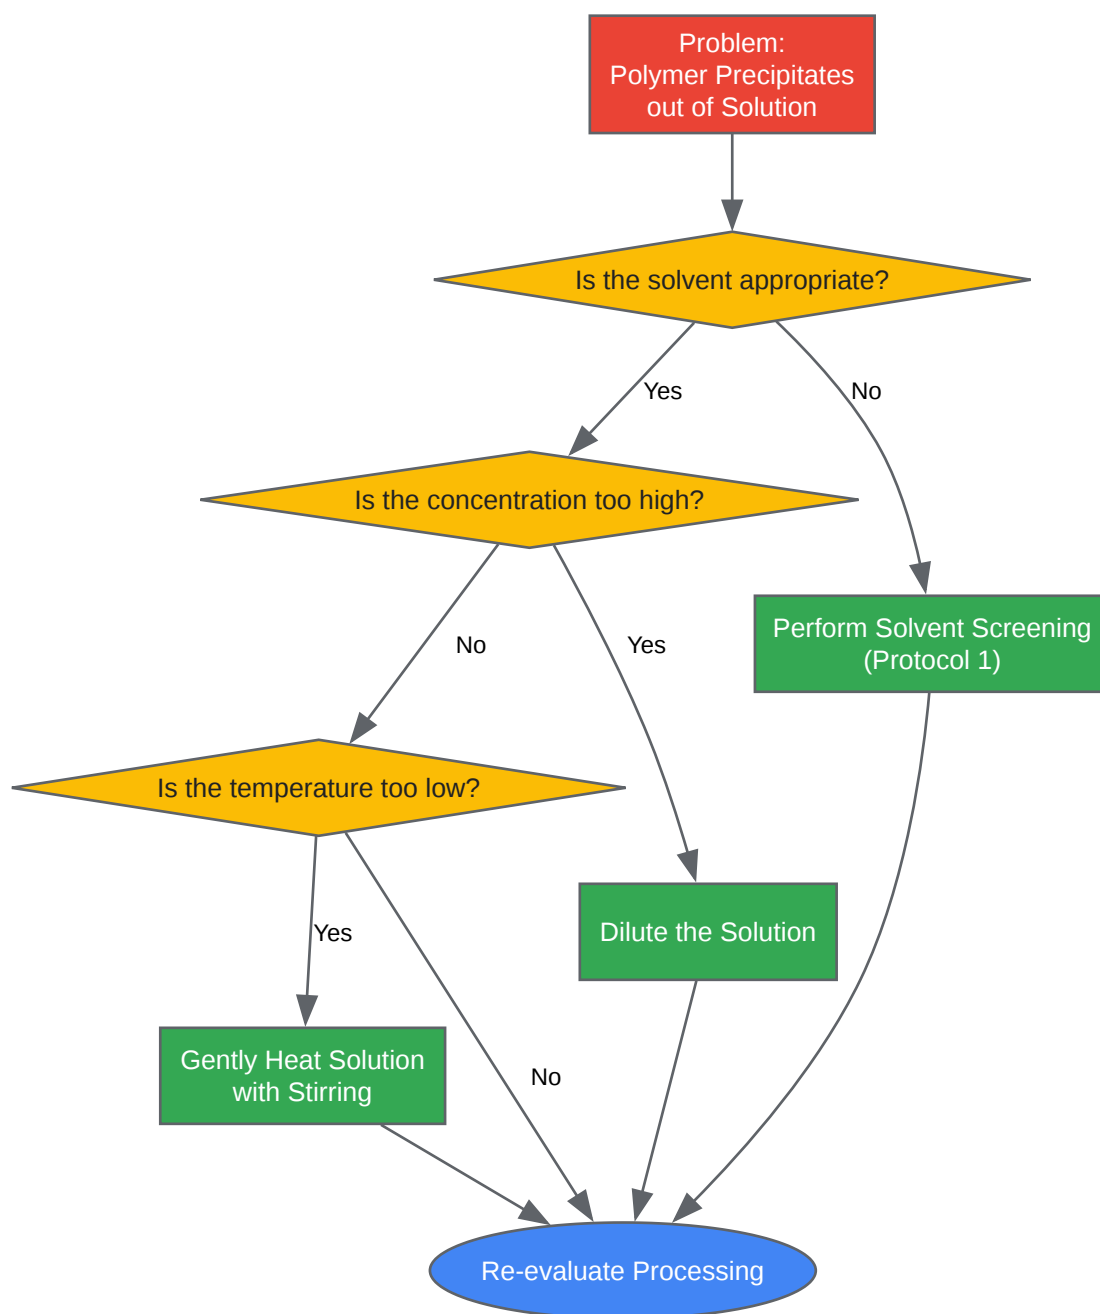 Problem:
Polymer Precipitates
out of Solution
Is the solvent appropriate?
Yes
No
Is the concentration too high?
No
Yes
Perform Solvent Screening
(Protocol 1)
Is the temperature too low?
Yes
Dilute the Solution
Gently Heat Solution
with Stirring
No
Re-evaluate Processing